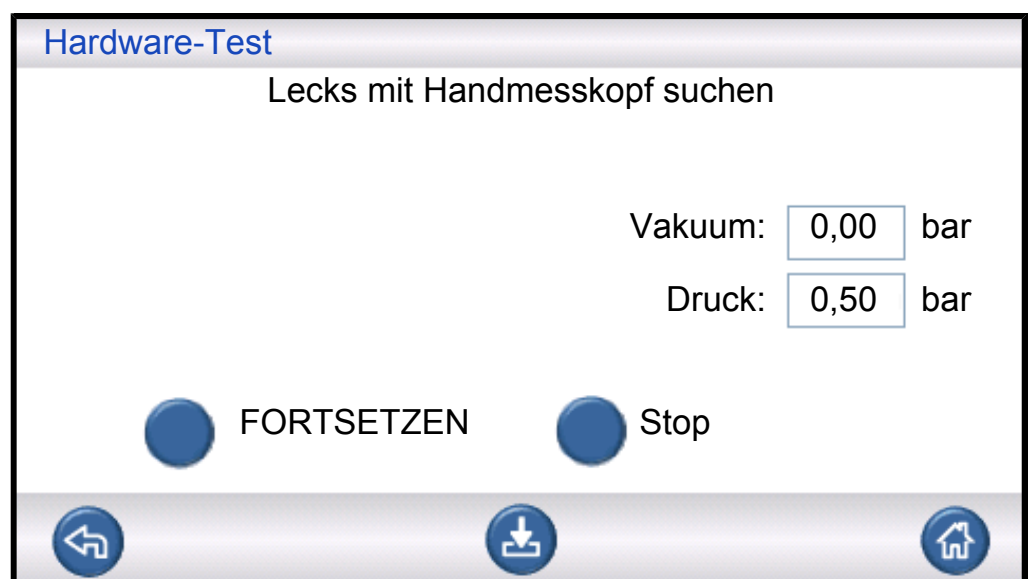 Hardware-Test
Lecks mit Handmesskopf suchen
Vakuum: 0,00 bar
Druck: 0,50 bar
FORTSETZEN Stop